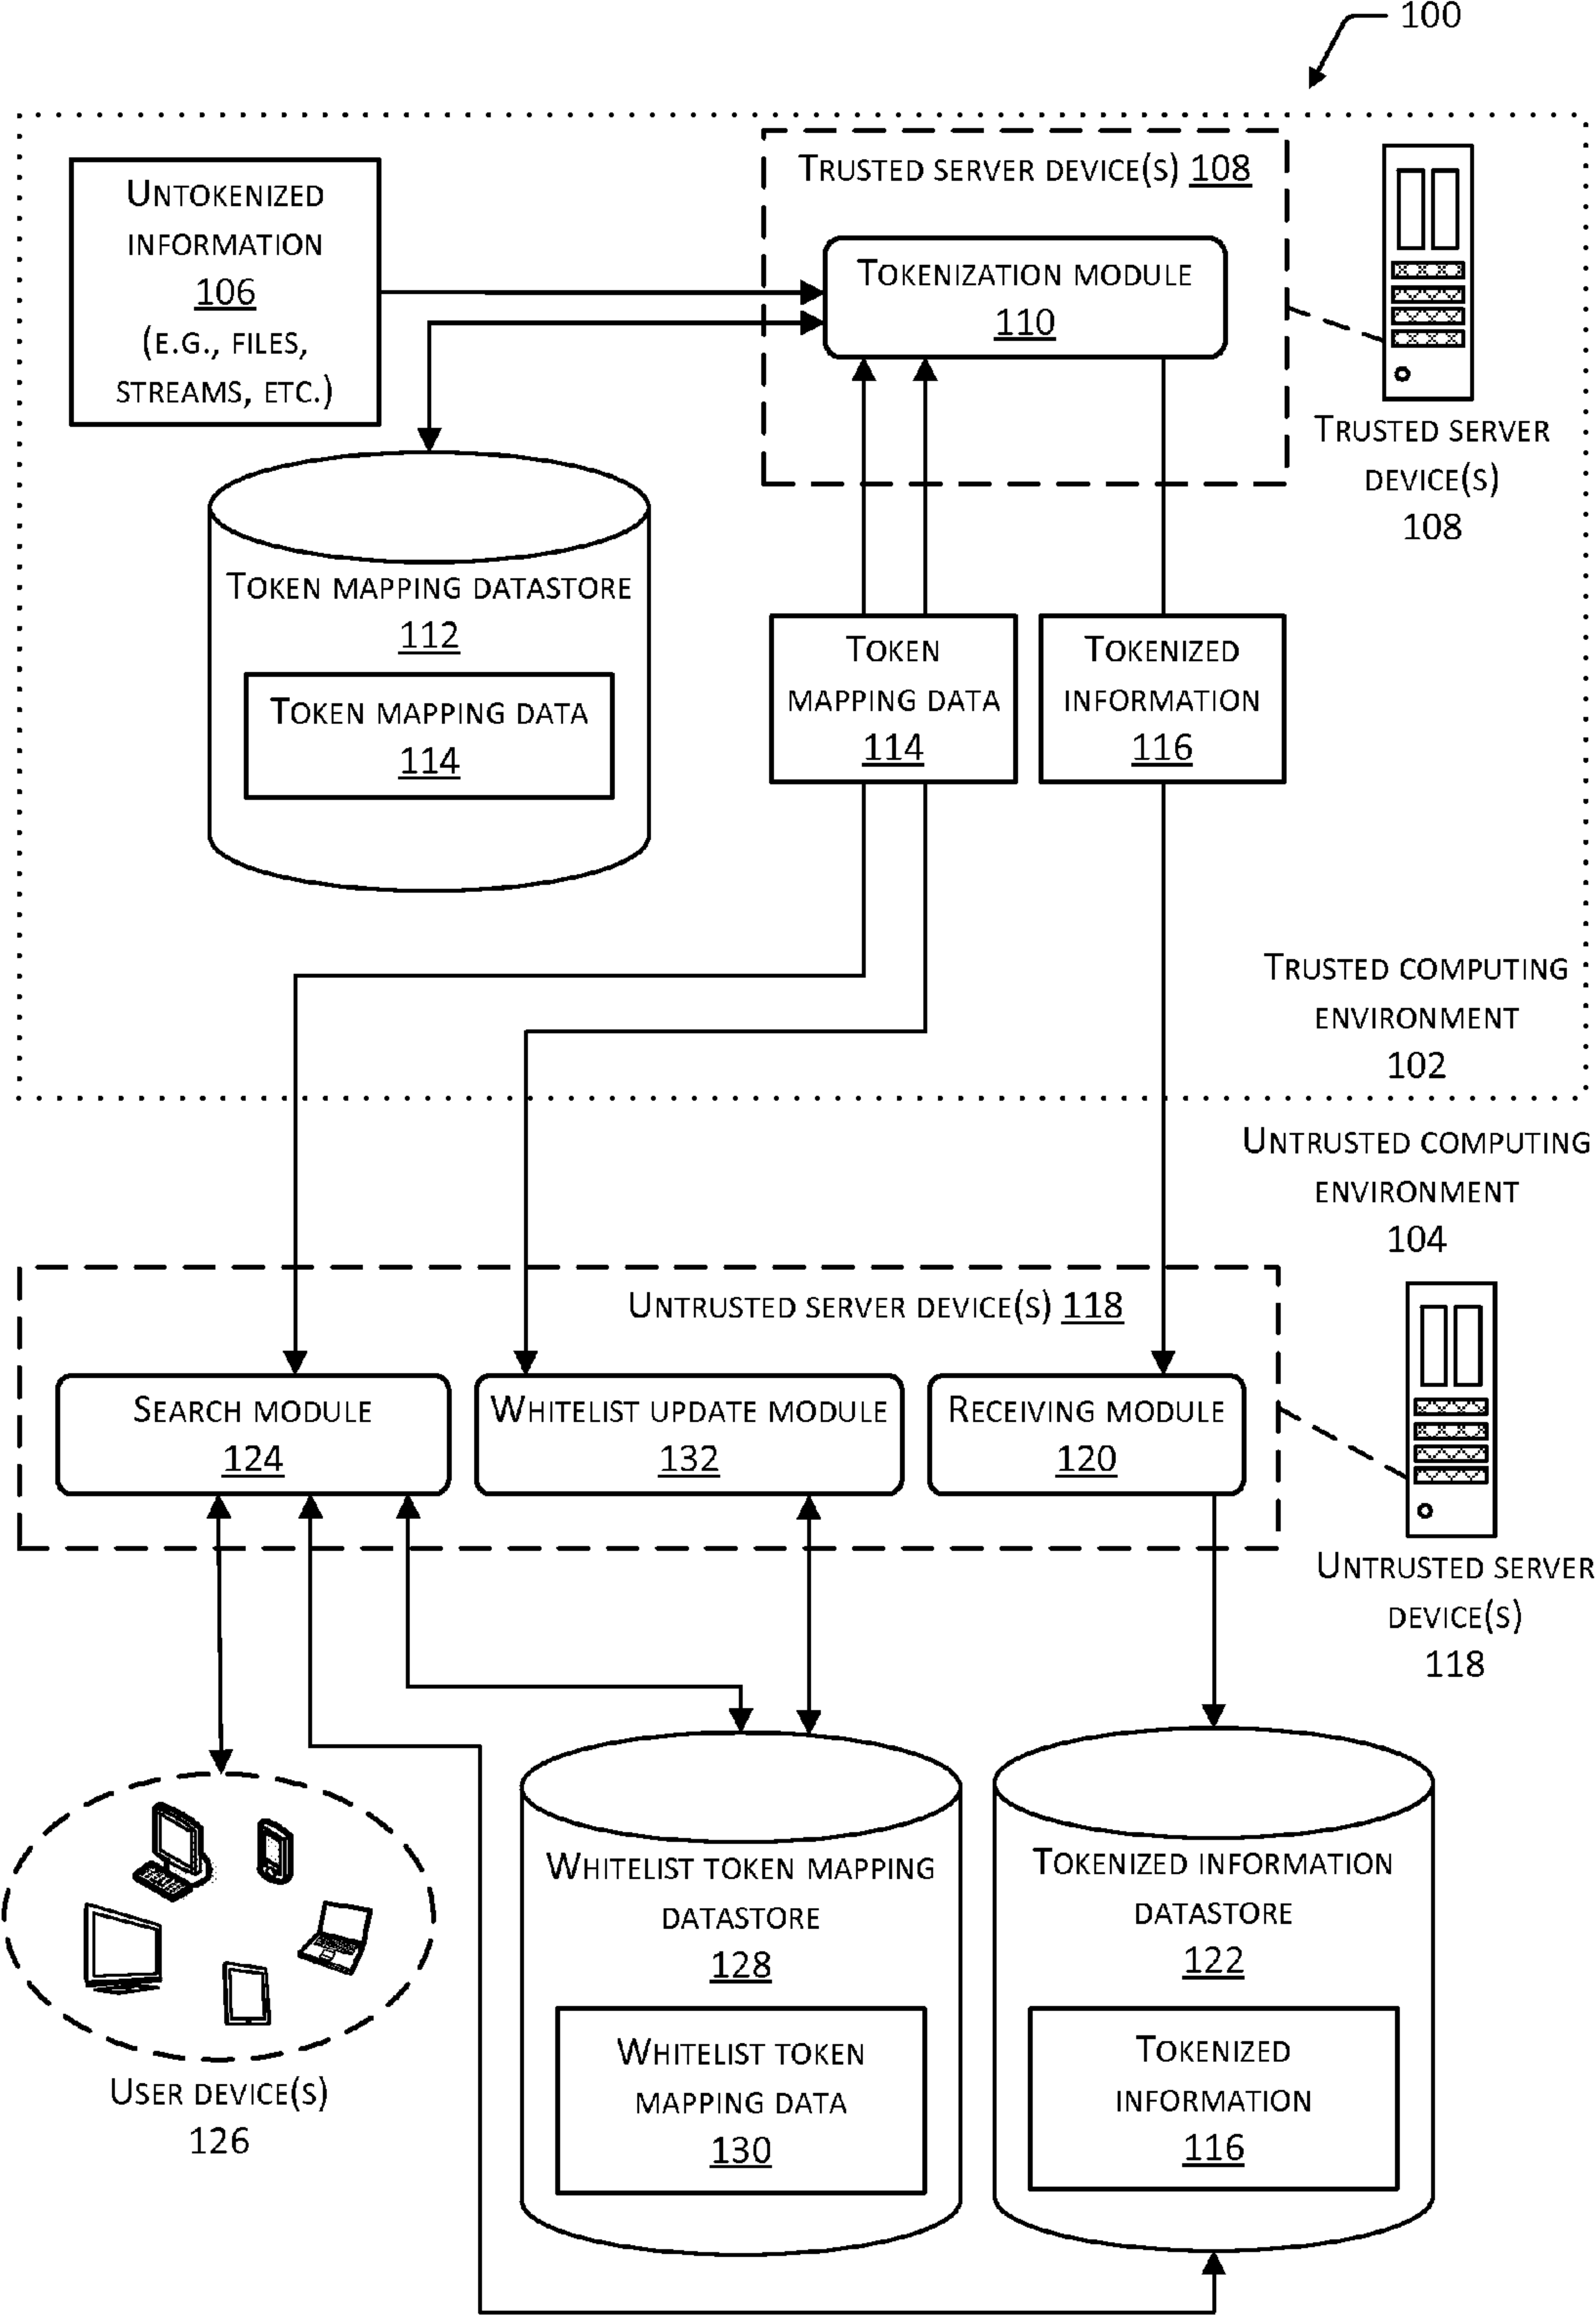 100
UNTOKENIZED
INFORMATION
106
(E.G., FILES,
STREAMS, ETC.)
TRUSTED SERVER DEVICE(S) 108
TOKENIZATION MODULE
110
TRUSTED SERVER
DEVICE(S)
108
TOKEN MAPPING DATASTORE
112
TOKEN MAPPING DATA
114
TOKEN
MAPPING DATA
114
TOKENIZED
INFORMATION
116
TRUSTED COMPUTING
ENVIRONMENT
102
UNTRUSTED COMPUTING
ENVIRONMENT
104
UNTRUSTED SERVER DEVICE(S) 118
SEARCH MODULE
124
WHITELIST UPDATE MODULE
132
RECEIVING MODULE
120
UNTRUSTED SERVER
DEVICE(S)
118
USER DEVICE(S)
126
WHITELIST TOKEN MAPPING
DATASTORE
128
WHITELIST TOKEN
MAPPING DATA
130
TOKENIZED INFORMATION
DATASTORE
122
TOKENIZED
INFORMATION
116